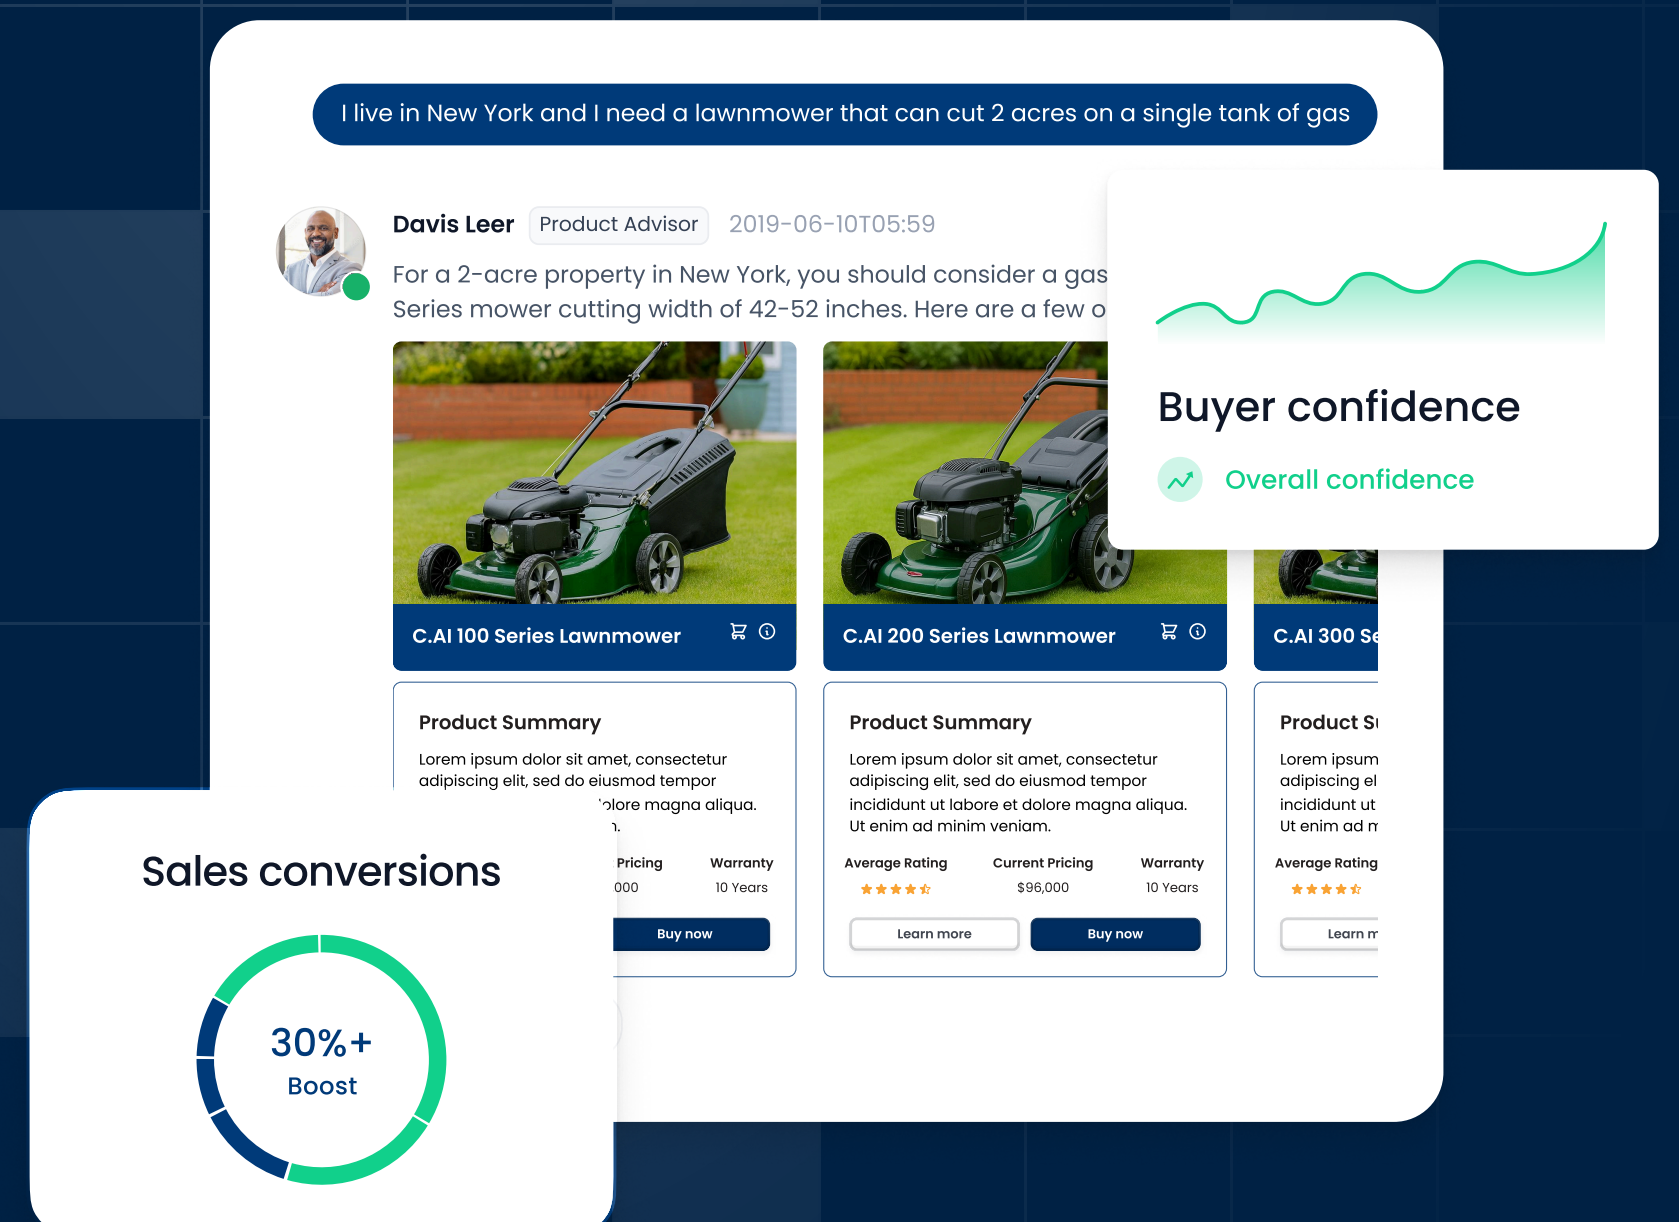 I live in New York and I need a lawnmower that can cut 2 acres on a single tank of gas
Davis Leer
Product Advisor
2019-06-10T05:59
For a 2-acre property in New York, you should consider a gas
Series mower cutting width of 42-52 inches. Here are a few
Buyer confidence
Overall confidence
C.AI 100 Series Lawnmower
C.AI 200 Series Lawnmower
C.AI 300
Product Summary
Lorem ipsum dolor sit amet, consectetur
adipiscing elit, sed do eiusmod tempor
magna aliqua.
Pricing
Warranty
10 Years
Buy now
Product Summary
Lorem ipsum dolor sit amet, consectetur
adipiscing elit, sed do eiusmod tempor
incididunt ut labore et dolore magna aliqua.
Ut enim ad minim veniam.
Average Rating
Current Pricing
Warranty
$96,000
10 Years
Learn more
Buy now
Product
Lorem ipsum
adipiscing
incididunt ut
Ut enim ad
Average Rating
Learn
Sales conversions
30%+
Boost